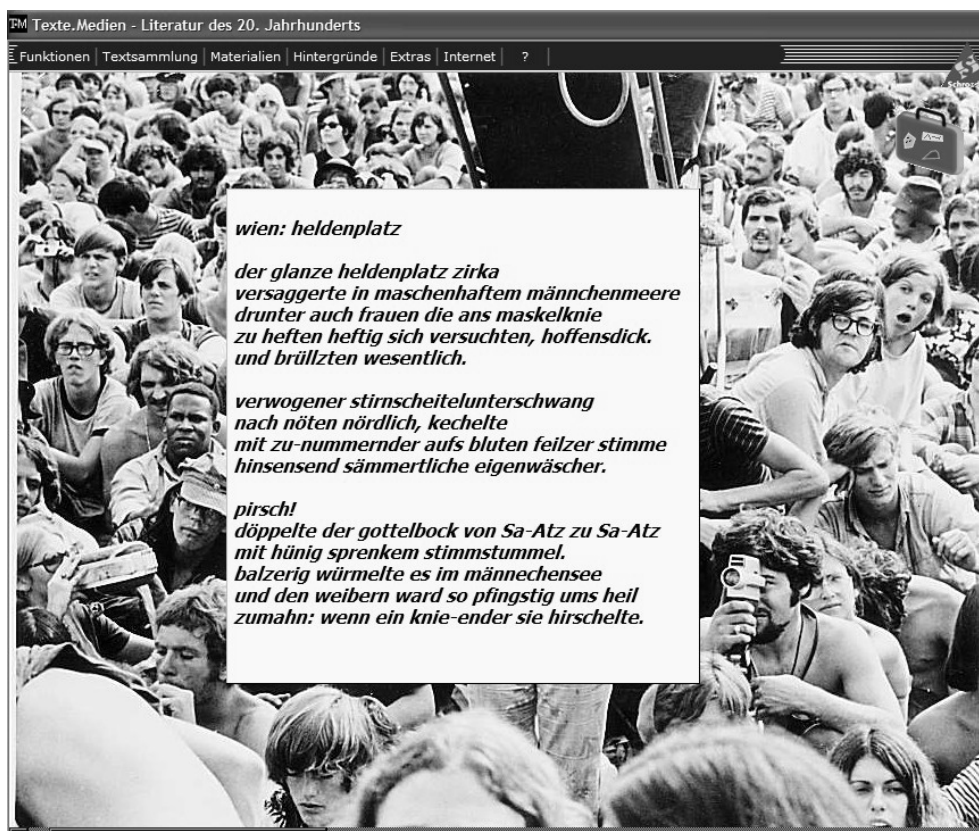 TM Texte.Medien - Literatur des 20. Jahrhunderts
Funktionen Textsammlung Materialien Hintergründe Extras Internet ?
wien: heldenplatz
der glanze heldenplatz zirka
versaggerte in maschenhaftem männchenmeere
drunter auch frauen die ans maskelknie
zu heften heftig sich versuchten, hoffensdick.
und brüllzten wesentlich.
verwogener stirnscheitelunterschwang
nach nöten nördlich, kechelte
mit zu-nummernder aufs bluten feilzer stimme
hinsensend sämmertliche eigenwäscher.
pirsch!
döppelte der gottelbock von Sa-Atz zu Sa-Atz
mit hünig sprenkem stimmstummel.
balzerig würmelte es im männechensee
und den weibern ward so pfingstig ums heil
zumahn: wenn ein knie-ender sie hirschelte.